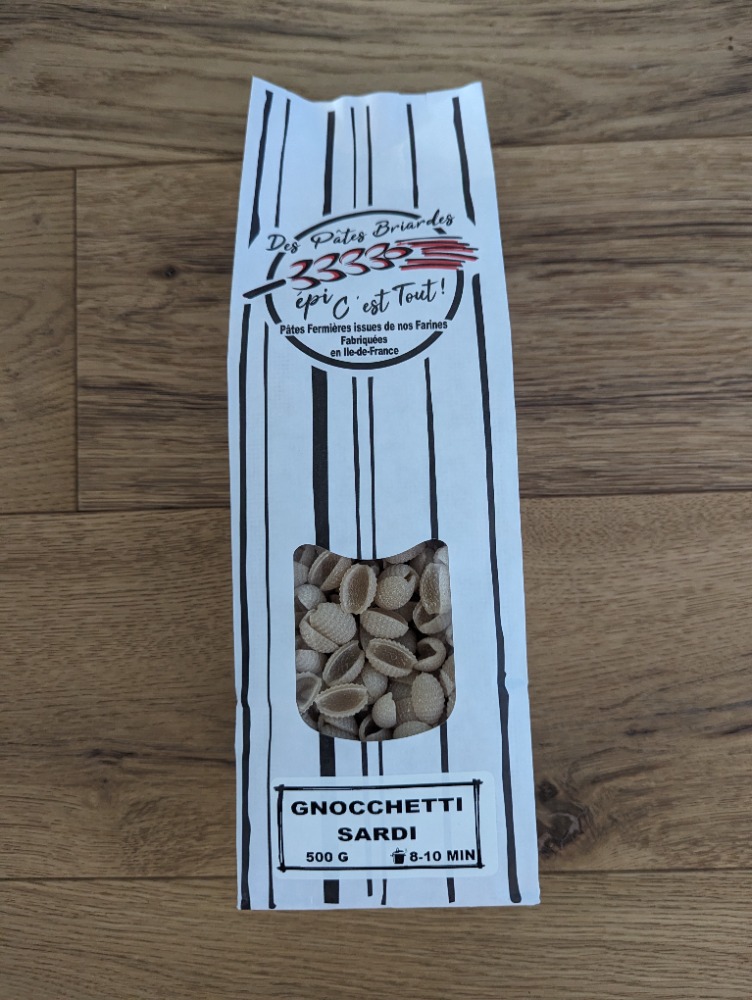 Des Pâtes Briardes
épi C'est Tout!
Pâtes Fermières issues de nos Farines
Fabriquées
en Ile-de-France
GNOCCHETTI
SARDI
500 G 8-10 MIN